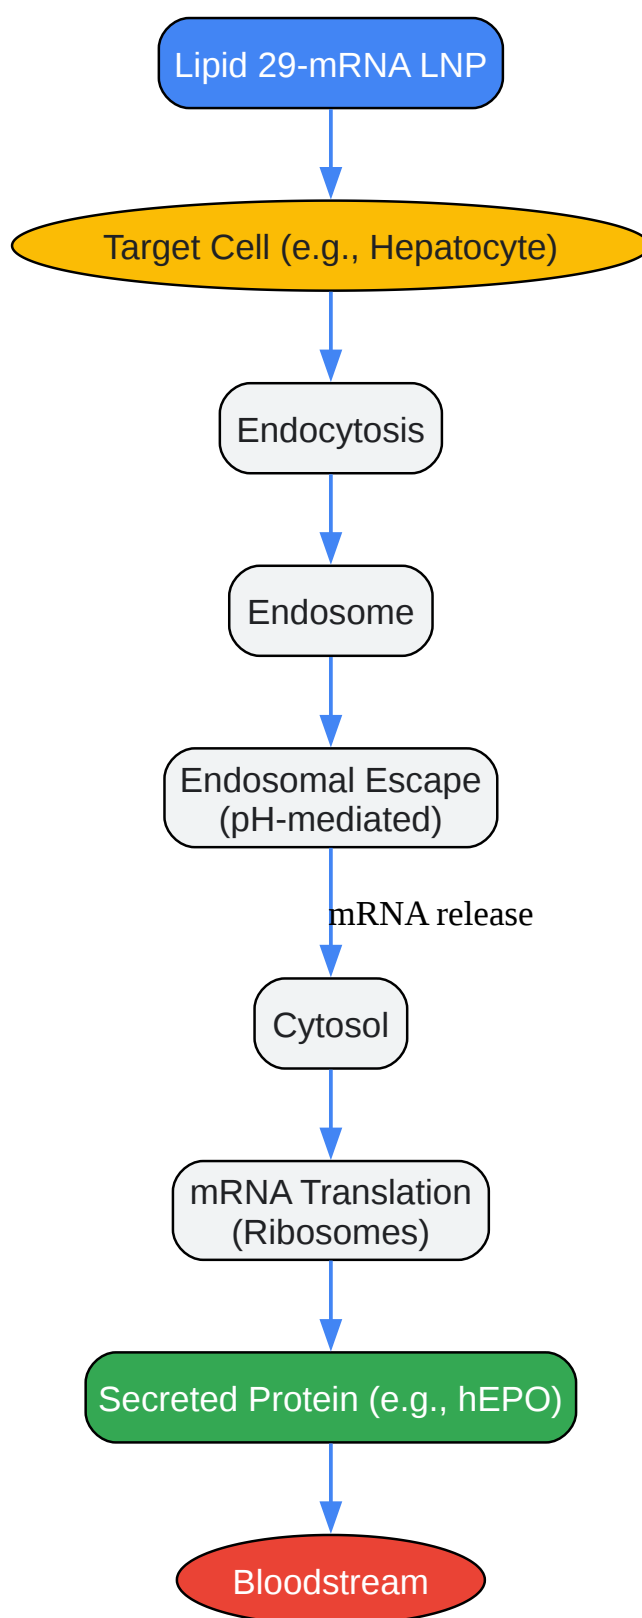 Lipid 29-mRNA LNP
Target Cell (e.g., Hepatocyte)
Endocytosis
Endosome
Endosomal Escape
(pH-mediated)
mRNA release
Cytosol
mRNA Translation
(Ribosomes)
Secreted Protein (e.g., hEPO)
Bloodstream